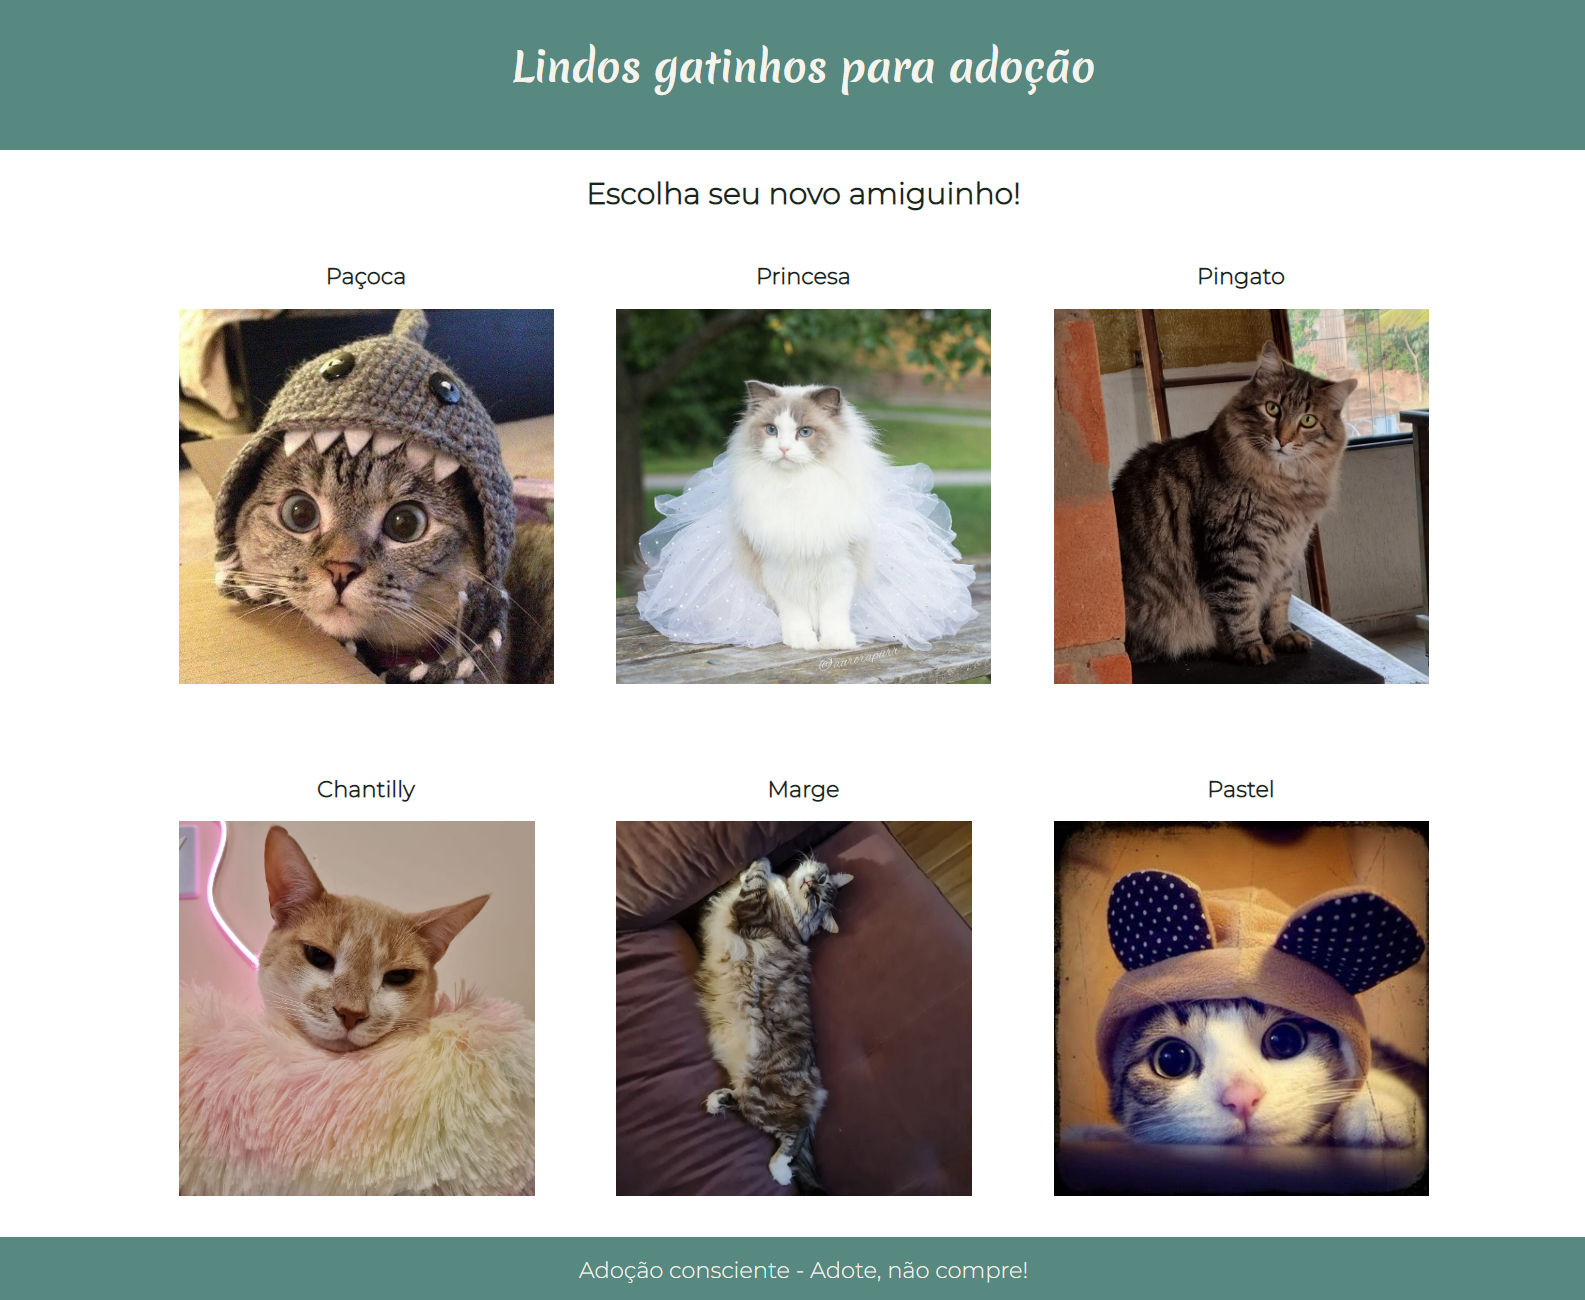 Lindos gatinhos para adoção
Escolha seu novo amiguinho!
Paçoca
Princesa
Pingato
@aurorapurr
Chantilly
Marge
Pastel
Adoção consciente - Adote, não compre!